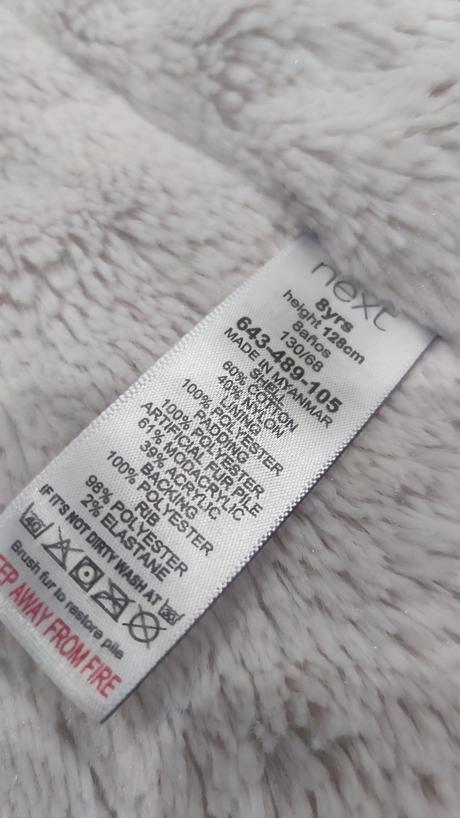 next
8yrs
height 128cm
8años
130/68
643-489-105
MADE IN MYANMAR
SHELL
60% COTTON
40% NYLON
LINING
100% POLYESTER
PADDING
100% POLYESTER
ARTIFICIAL FUR PILE
61% MODACRYLIC
39% ACRYLIC
BACKING
100% POLYESTER
RIB
98% POLYESTER
2% ELASTANE
IF IT'S NOT DIRTY WASH AT
Brush fur to restore pile
AWAY FROM FIRE